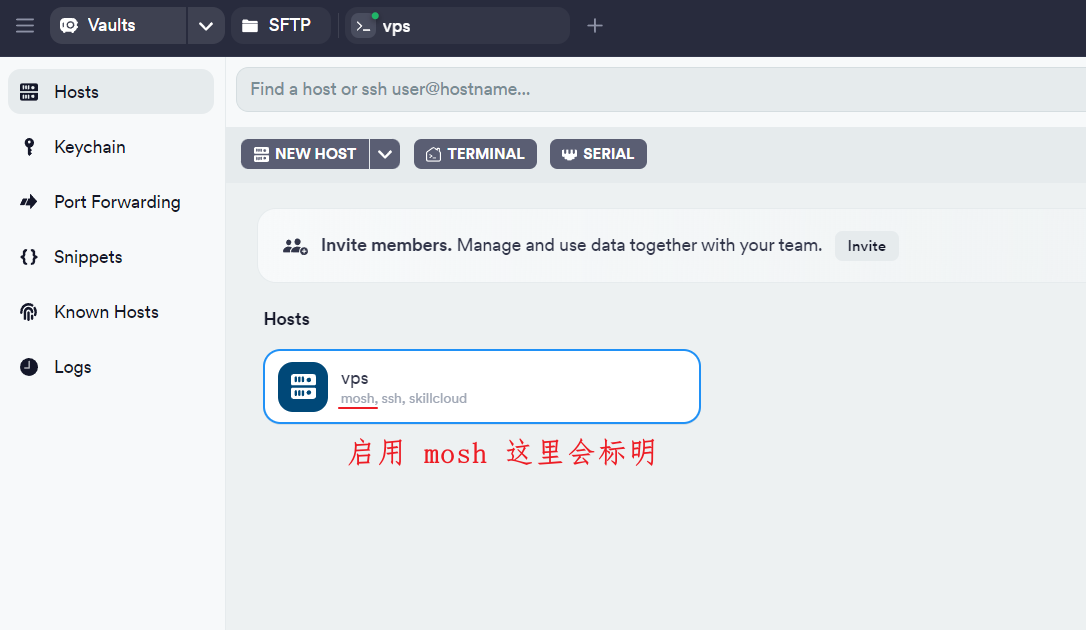 Vaults
SFTP
vps
Hosts
Keychain
Port Forwarding
Snippets
Known Hosts
Logs
Find a host or ssh user@hostname...
NEW HOST
TERMINAL
SERIAL
Invite members. Manage and use data together with your team.
Invite
Hosts
vps
mosh, ssh, skillcloud
启用 mosh 这里会标明